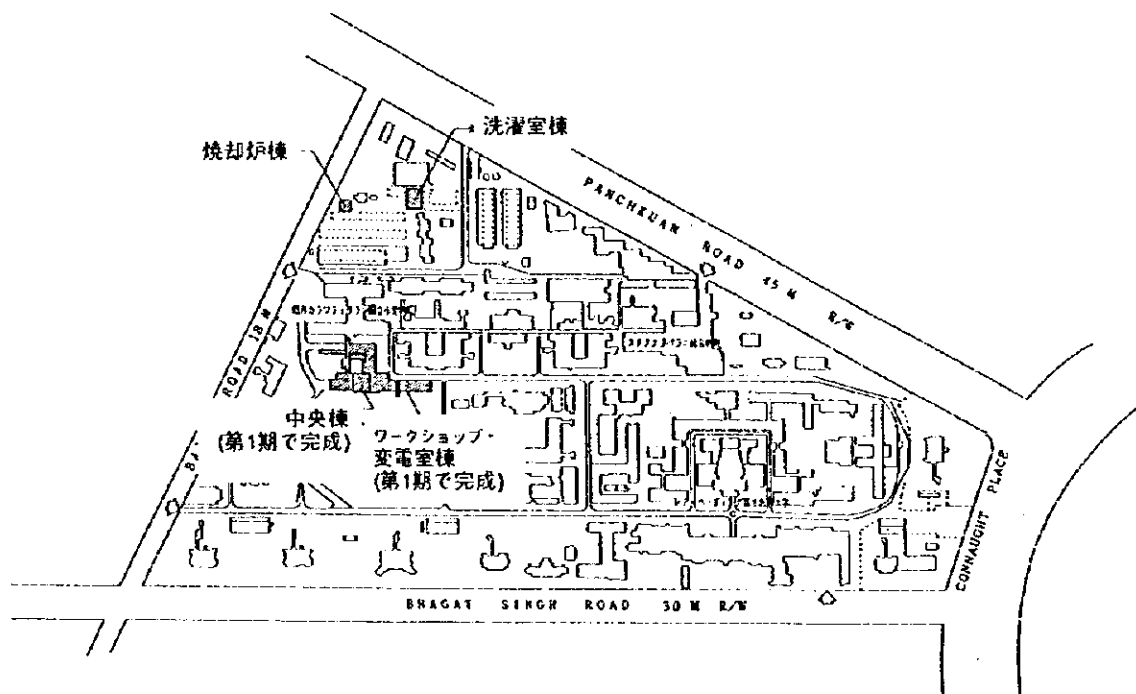 洗濯室棟
焼却炉棟
PANCHKUAN ROAD 45 M R/W
ROAD 18 M
中央棟
(第1期で完成)
ワークショップ・
変電室棟
(第1期で完成)
CONNAUGHT PLACE
BHAGAT SINGH ROAD 30 M R/W